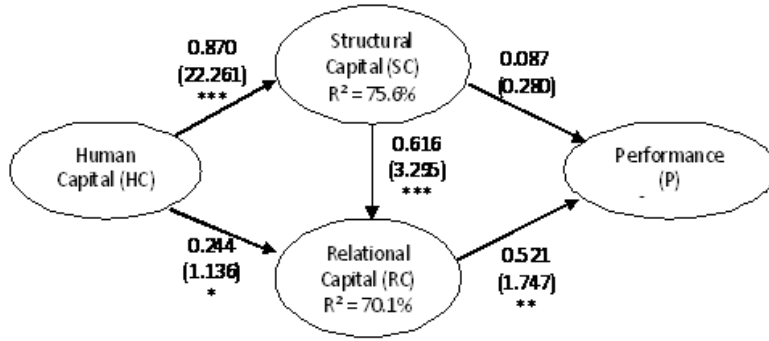 0.870
(22.261)
***
Structural
Capital (SC)
R² = 75.6%
0.087
(0.280)
Human
Capital (HC)
0.616
(3.295)
***
Performance
(P)
0.244
(1.136)
*
Relational
Capital (RC)
R² = 70.1%
0.521
(1.747)
**